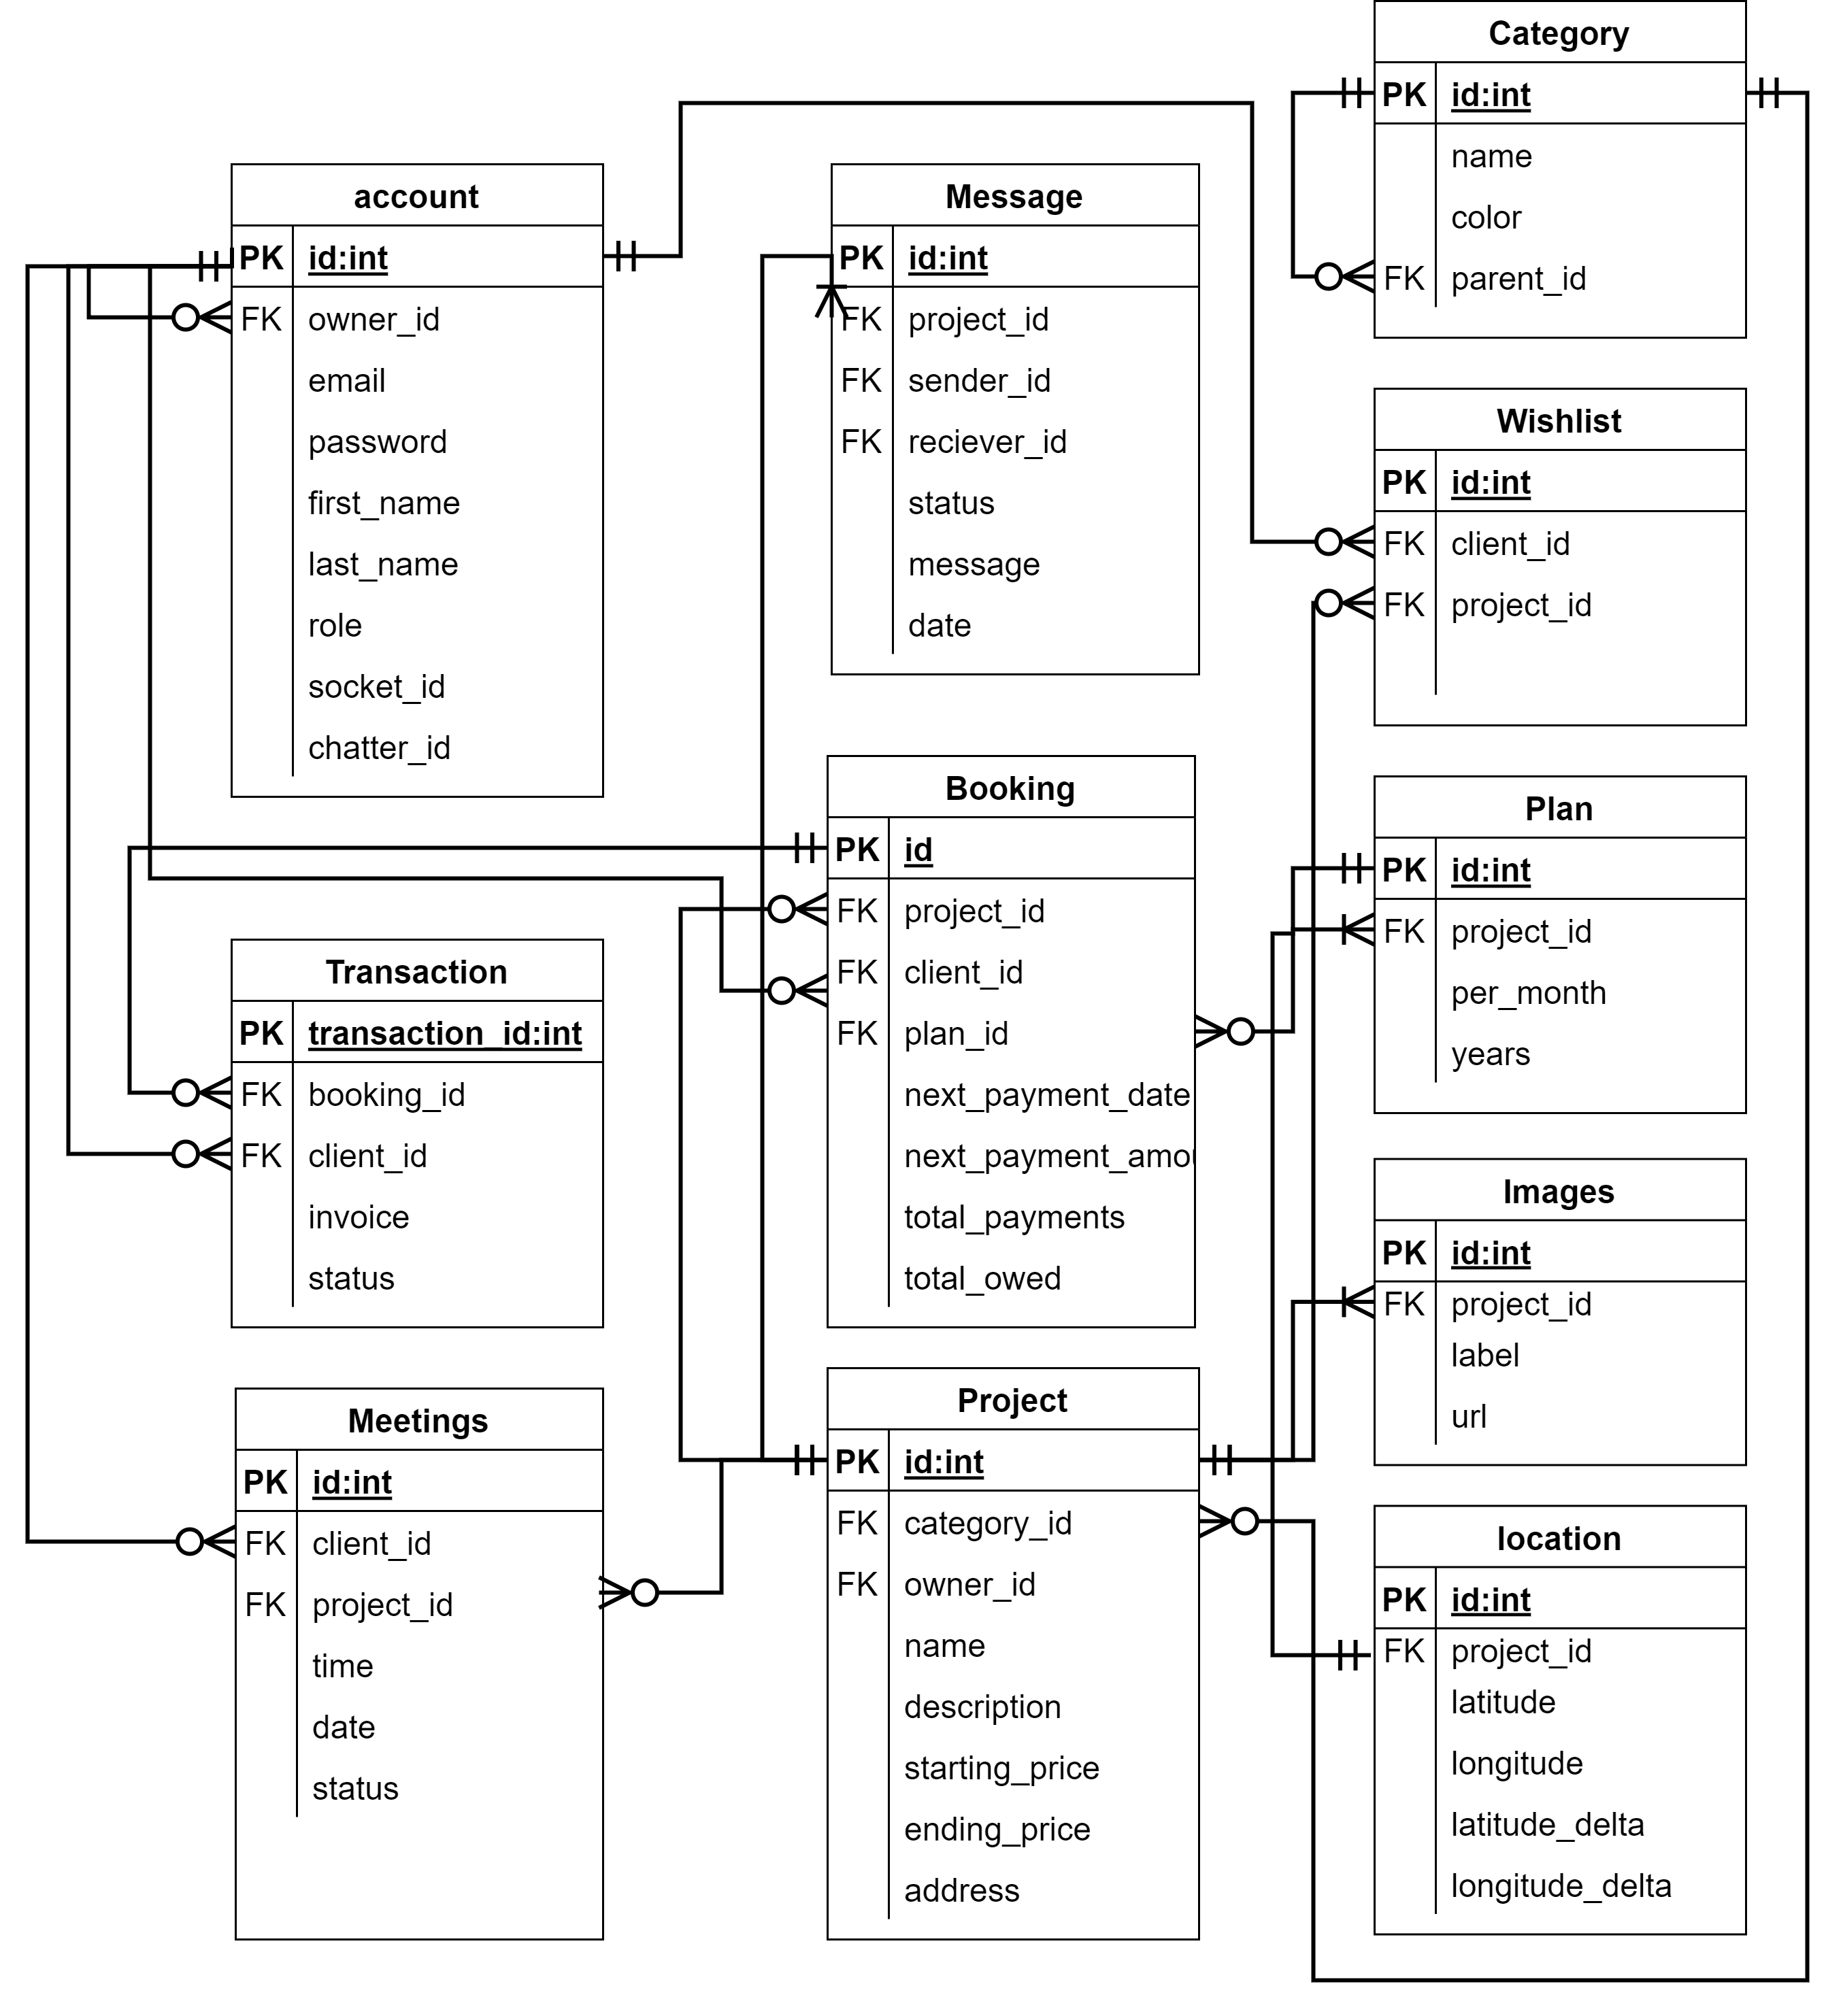 Category
PK id:int
name
color
FK parent_id
account
PK id:int
FK owner_id
email
password
first_name
last_name
role
socket_id
chatter_id
Message
PK id:int
FK project_id
FK sender_id
FK reciever_id
status
message
date
Wishlist
PK id:int
FK client_id
FK project_id
Booking
PK id
FK project_id
FK client_id
FK plan_id
next_payment_date
next_payment_amou
total_payments
total_owed
Plan
PK id:int
FK project_id
per_month
years
Transaction
PK transaction_id:int
FK booking_id
FK client_id
invoice
status
Images
PK id:int
FK project_id
label
url
Meetings
PK id:int
FK client_id
FK project_id
time
date
status
Project
PK id:int
FK category_id
FK owner_id
name
description
starting_price
ending_price
address
location
PK id:int
FK project_id
latitude
longitude
latitude_delta
longitude_delta